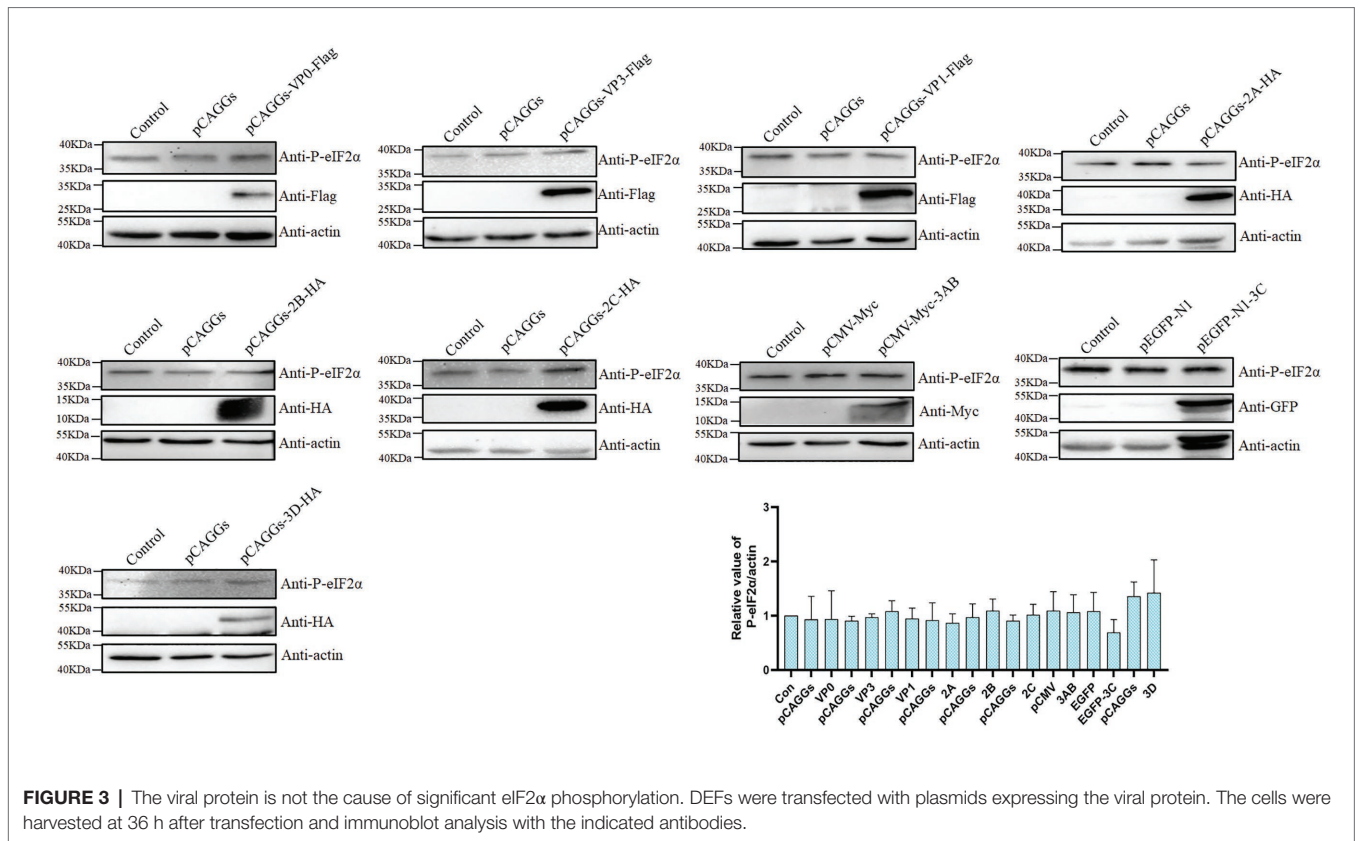 Control pCAGGs pCAGGs-VP0-Flag
40KDa
35KDa
Anti-P-eIF2α
35KDa
25KDa
Anti-Flag
55KDa
40KDa
Anti-actin
Control pCAGGs pCAGGs-VP3-Flag
40KDa
35KDa
Anti-P-eIF2α
35KDa
25KDa
Anti-Flag
55KDa
40KDa
Anti-actin
Control pCAGGs pCAGGs-VP1-Flag
40KDa
35KDa
Anti-P-eIF2α
35KDa
25KDa
Anti-Flag
55KDa
40KDa
Anti-actin
Control pCAGGs pCAGGs-2A-HA
40KDa
35KDa
Anti-P-eIF2α
40KDa
35KDa
Anti-HA
55KDa
40KDa
Anti-actin
Control pCAGGs pCAGGs-2B-HA
40KDa
35KDa
Anti-P-eIF2α
15KDa
10KDa
Anti-HA
55KDa
40KDa
Anti-actin
Control pCAGGs pCAGGs-2C-HA
40KDa
35KDa
Anti-P-eIF2α
40KDa
35KDa
Anti-HA
55KDa
40KDa
Anti-actin
Control pCMV-Myc pCMV-Myc-3AB
40KDa
35KDa
Anti-P-eIF2α
15KDa
10KDa
Anti-Myc
55KDa
40KDa
Anti-actin
Control pEGFP-N1 pEGFP-N1-3C
40KDa
35KDa
Anti-P-eIF2α
55KDa
40KDa
Anti-GFP
55KDa
40KDa
Anti-actin
Control pCAGGs pCAGGs-3D-HA
40KDa
35KDa
Anti-P-eIF2α
55KDa
40KDa
Anti-HA
55KDa
40KDa
Anti-actin
Relative value of
P-eIF2α/actin
3
2
1
0
Con pCAGGs VP0 pCAGGs VP3 pCAGGs VP1 pCAGGs 2A pCAGGs 2B pCAGGs 2C pCMV 3AB EGFP EGFP-3C pCAGGs 3D
FIGURE 3 | The viral protein is not the cause of significant eIF2α phosphorylation. DEFs were transfected with plasmids expressing the viral protein. The cells were
harvested at 36 h after transfection and immunoblot analysis with the indicated antibodies.